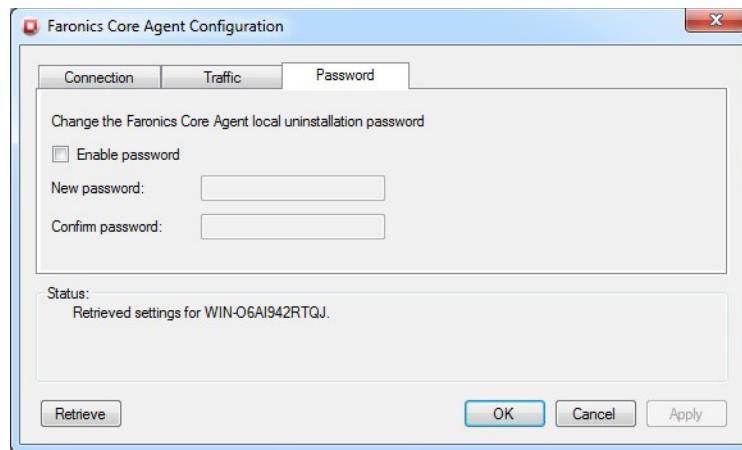 Faronics Core Agent Configuration
Connection Traffic Password
Change the Faronics Core Agent local uninstallation password
Enable password
New password:
Confirm password:
Status:
Retrieved settings for WIN-O6AI942RTQJ.
Retrieve OK Cancel Apply